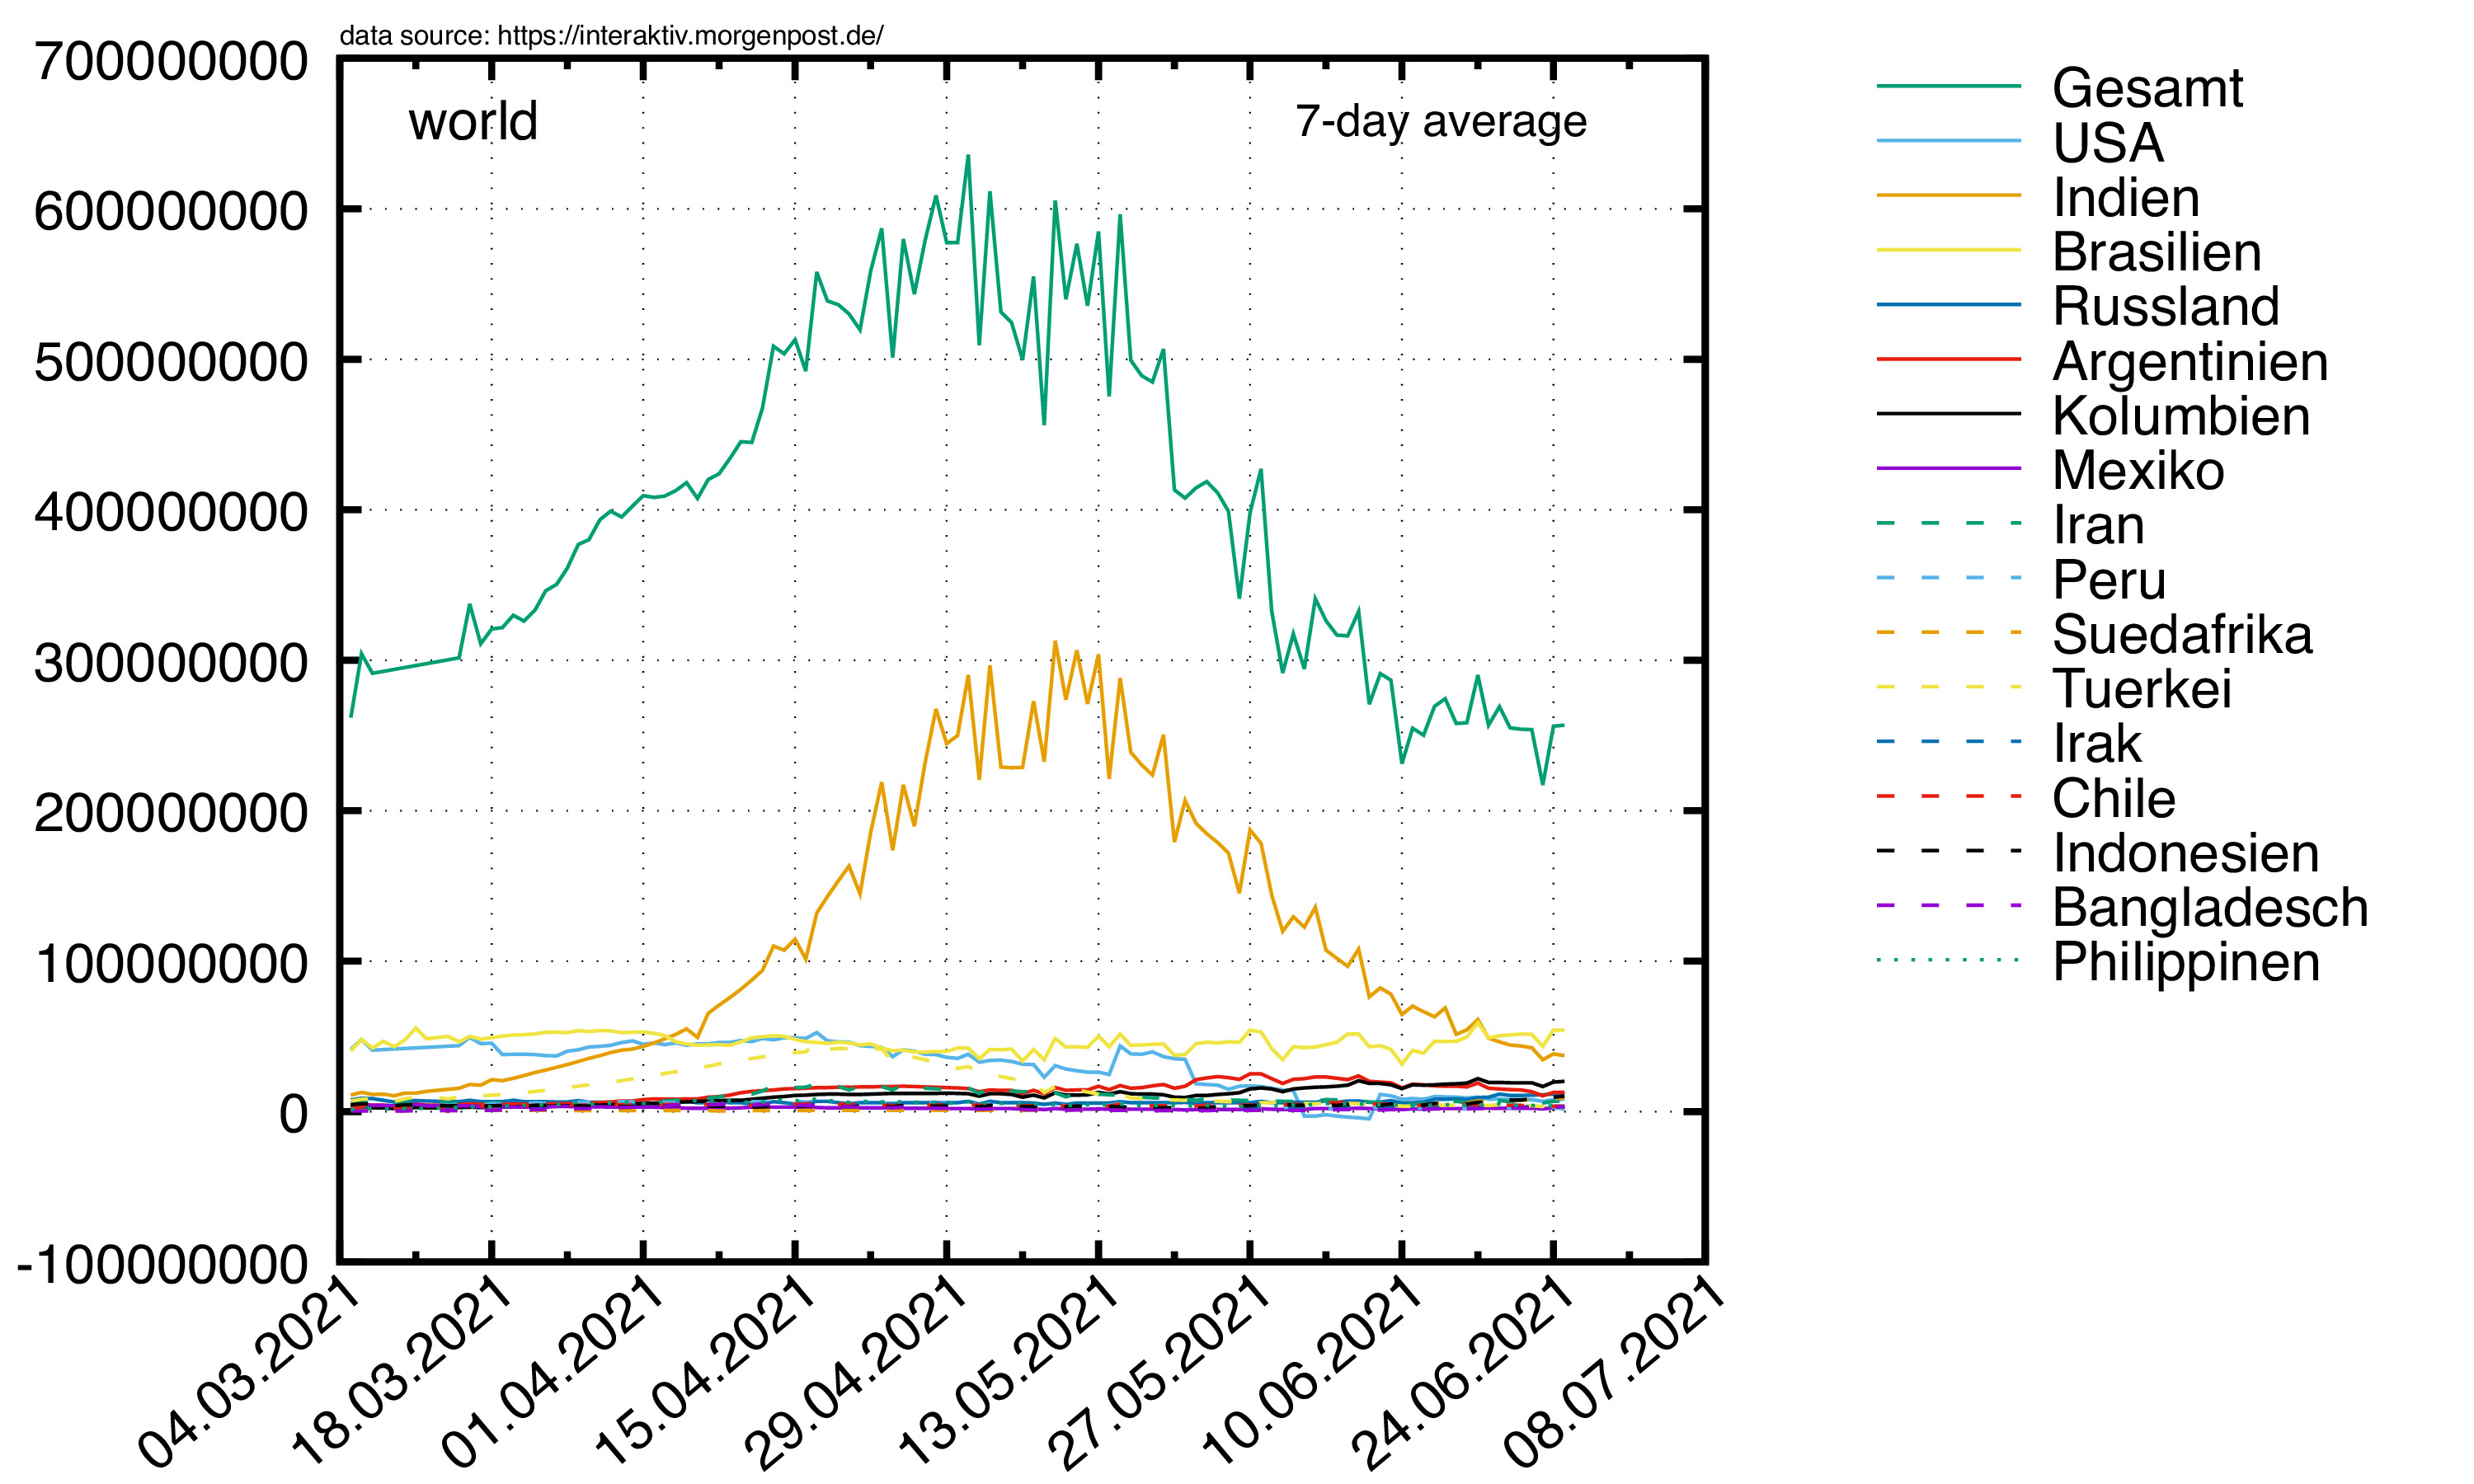 data source: https://interaktiv.morgenpost.de/
world
7-day average
700000000
600000000
500000000
400000000
300000000
200000000
100000000
0
-100000000
04.03.2021
18.03.2021
01.04.2021
15.04.2021
29.04.2021
13.05.2021
27.05.2021
10.06.2021
24.06.2021
08.07.2021
Gesamt
USA
Indien
Brasilien
Russland
Argentinien
Kolumbien
Mexiko
Iran
Peru
Suedafrika
Tuerkei
Irak
Chile
Indonesien
Bangladesch
Philippinen